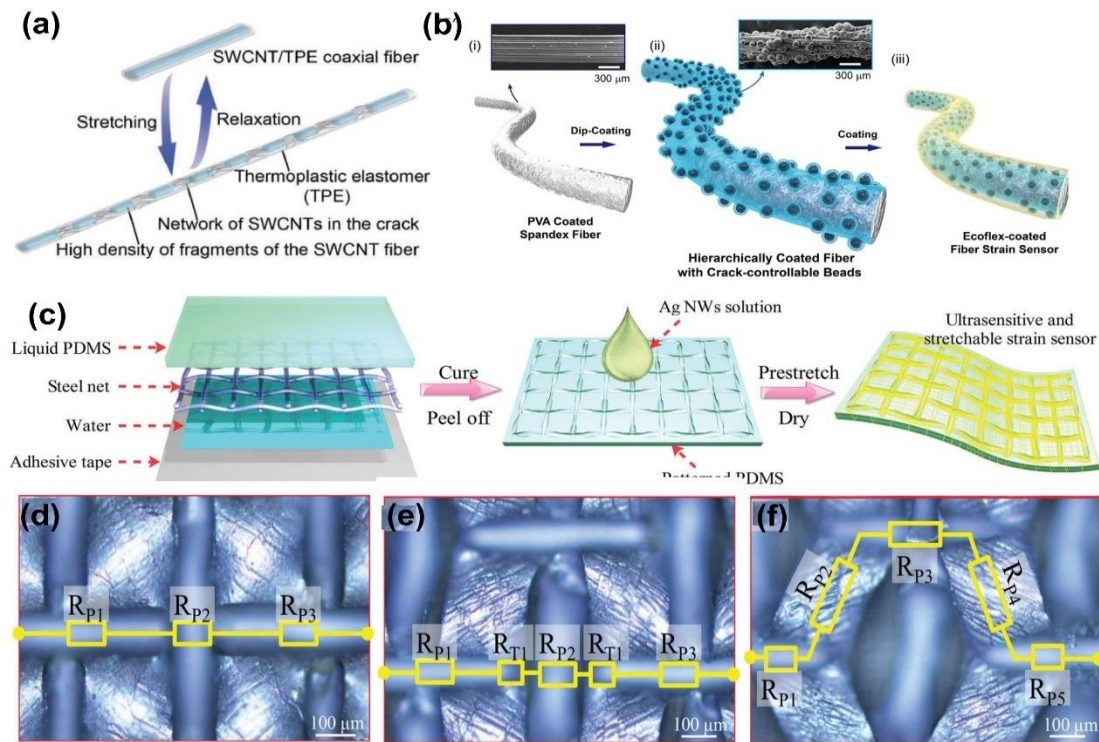 (a)
SWCNT/TPE coaxial fiber
Stretching
Relaxation
Thermoplastic elastomer
(TPE)
Network of SWCNTs in the crack
High density of fragments of the SWCNT fiber
(b)
(i)
300 μm
(ii)
300 μm
(iii)
Dip-Coating
Coating
PVA Coated
Spandex Fiber
Hierarchically Coated Fiber
with Crack-controllable Beads
Ecoflex-coated
Fiber Strain Sensor
(c)
Liquid PDMS
Steel net
Water
Adhesive tape
Cure
Peel off
Ag NWs solution
Patterned PDMS
Prestretch
Dry
Ultrasensitive and
stretchable strain sensor
(d)
RP1 RP2 RP3
100 μm
(e)
RP1 RT1 RP2 RT1 RP3
100 μm
(f)
RP1 RP2 RP3 RP4 RP5
100 μm